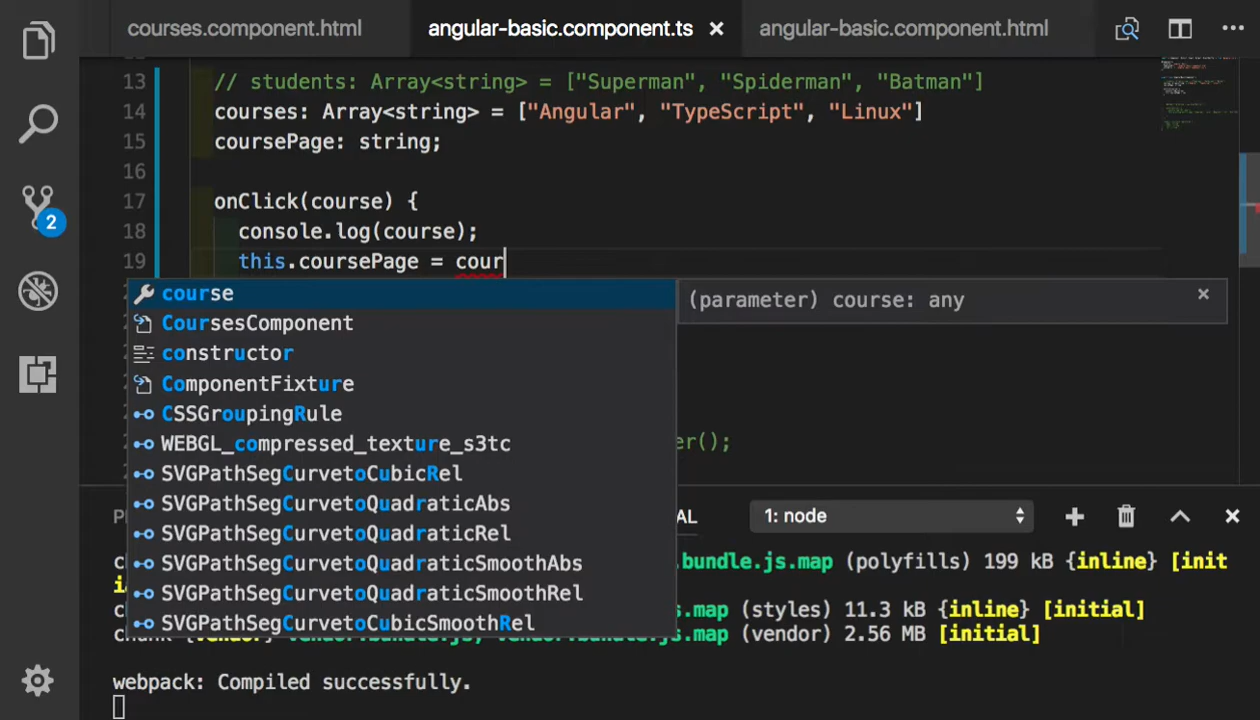 courses.component.html
angular-basic.component.ts
angular-basic.component.html
13 // students: Array<string> = ["Superman", "Spiderman", "Batman"]
14 courses: Array<string> = ["Angular", "TypeScript", "Linux"]
15 coursePage: string;
16
17 onClick(course) {
18 console.log(course);
19 this.coursePage = cour
course
(parameter) course: any
CoursesComponent
constructor
ComponentFixture
CSSGroupingRule
WEBGL_compressed_texture_s3tc
er();
SVGPathSegCurvetoCubicRel
SVGPathSegCurvetoQuadraticAbs
AL
1: node
SVGPathSegCurvetoQuadraticRel
.bundle.js.map (polyfills) 199 kB {inline} [init
SVGPathSegCurvetoQuadraticSmoothAbs
SVGPathSegCurvetoQuadraticSmoothRel
s.map (styles) 11.3 kB {inline} [initial]
SVGPathSegCurvetoCubicSmoothRel
s.map (vendor) 2.56 MB [initial]
webpack: Compiled successfully.
2